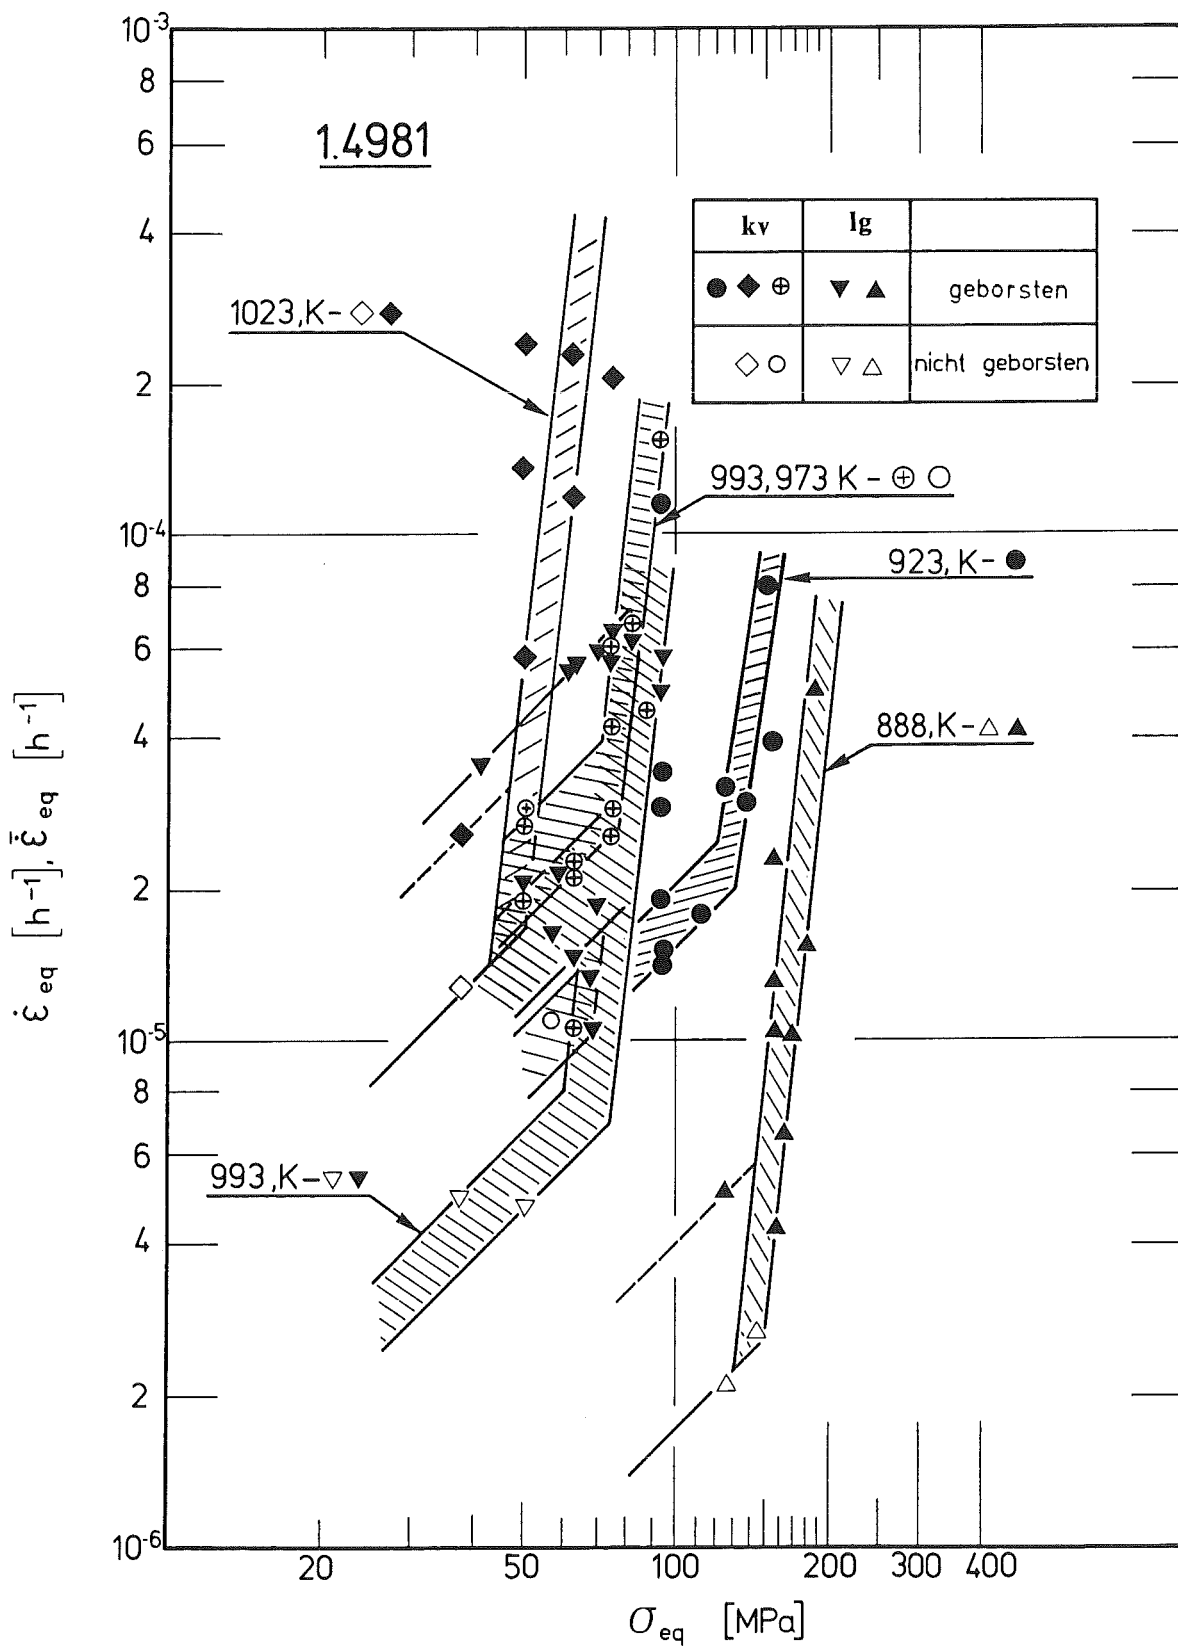 10⁻³
8
6
1.4981
4
kv lg
geborsten
nicht geborsten
1023,K-◇◆
2
993,973 K - ⊕ ○
10⁻⁴
923,K-●
8
6
4
888,K-△▲
2
10⁻⁵
8
6
993,K-▽▼
4
2
10⁻⁶
20 50 100 200 300 400
σeq [MPa]
ε̇eq [h⁻¹], ε̇̄eq [h⁻¹]